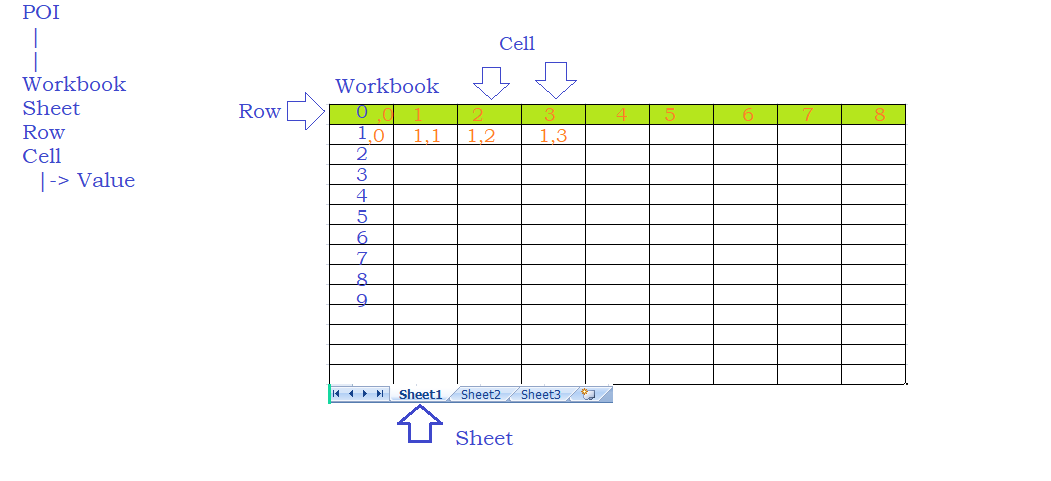 POI
|
|
Workbook
Sheet
Row
Cell
|-> Value
Cell
Workbook
Row
0 ,0 1 2 3 4 5 6 7 8
1 ,0 1,1 1,2 1,3
2
3
4
5
6
7
8
9
Sheet1 Sheet2 Sheet3
Sheet